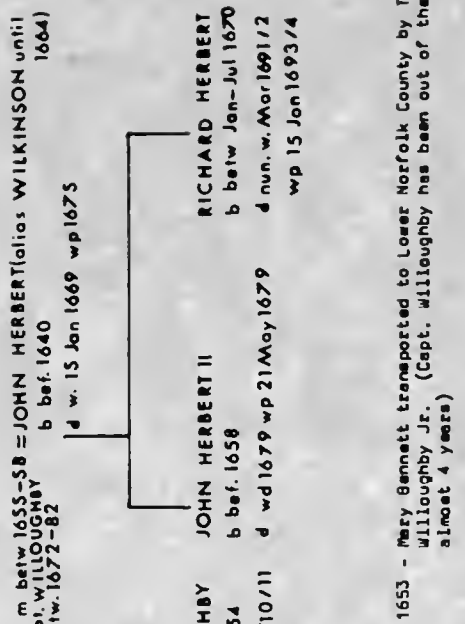 m betw 1655-58 = JOHN HERBERT(alias WILKINSON until
1664)
pt. WILLOUGHBY
b bef. 1640
tw. 1672-82
d w. 15 Jan 1669 wp 1675
HBY
54
10/11
JOHN HERBERT II
b bef. 1658
d wd 1679 wp 21 May 1679
RICHARD HERBERT
b betw Jan-Jul 1670
d nun. w. Mar 1691/2
wp 15 Jan 1693/4
1653 - Mary Bennett transported to Lower Norfolk County by T
Willoughby Jr. (Capt. Willoughby has been out of the
almost 4 years)